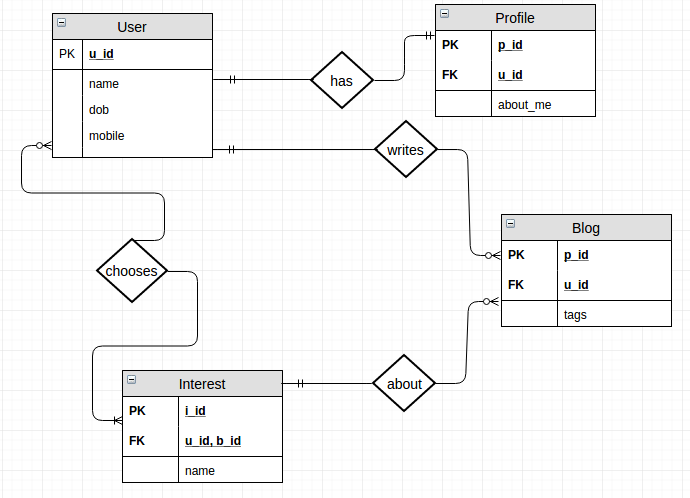 User
PK u_id
name
dob
mobile
has
Profile
PK p_id
FK u_id
about_me
writes
Blog
PK p_id
FK u_id
tags
chooses
Interest
PK i_id
FK u_id, b_id
name
about